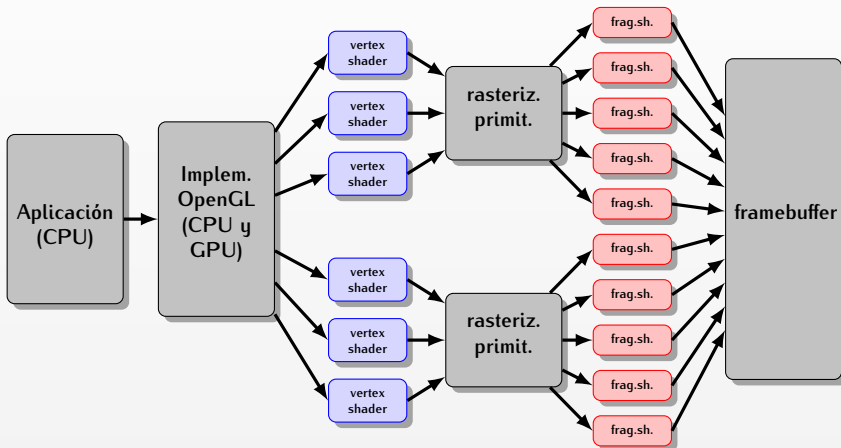 Aplicación
(CPU)
Implem.
OpenGL
(CPU y
GPU)
vertex
shader
vertex
shader
vertex
shader
vertex
shader
vertex
shader
vertex
shader
rasteriz.
primit.
rasteriz.
primit.
frag.sh.
frag.sh.
frag.sh.
frag.sh.
frag.sh.
frag.sh.
frag.sh.
frag.sh.
frag.sh.
frag.sh.
framebuffer